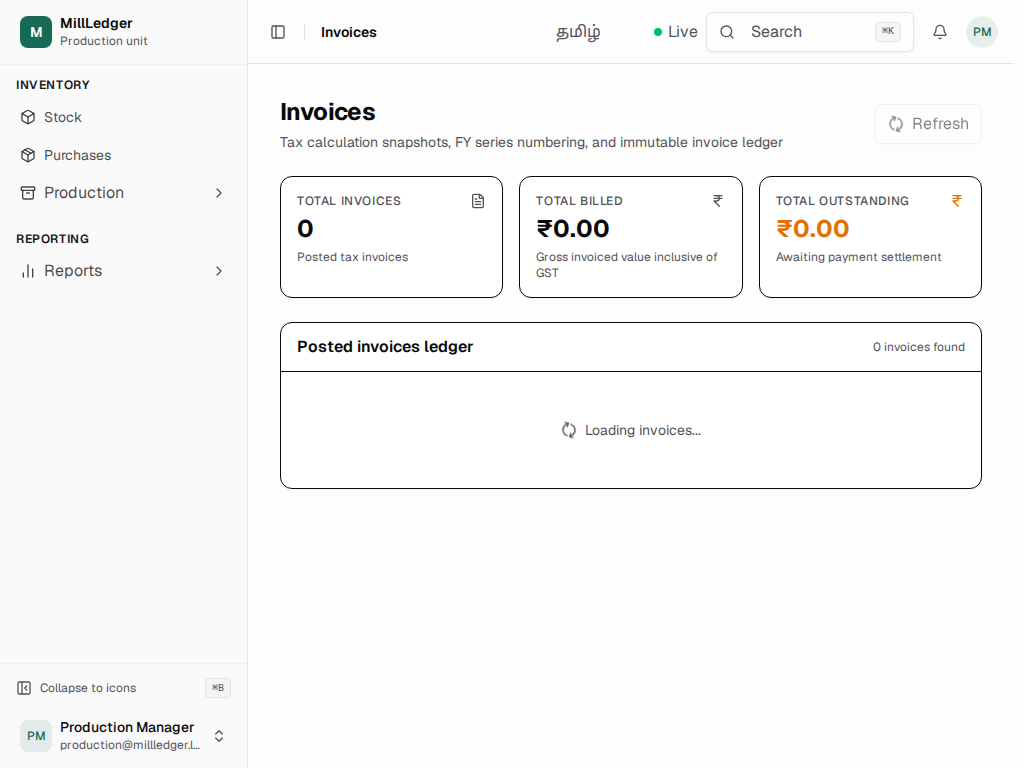 M
MillLedger
Production unit
INVENTORY
Stock
Purchases
Production
REPORTING
Reports
Collapse to icons
⌘B
PM
Production Manager
production@millledger.l...
Invoices
தமிழ்
Live
Search
⌘K
PM
Invoices
Tax calculation snapshots, FY series numbering, and immutable invoice ledger
Refresh
TOTAL INVOICES
0
Posted tax invoices
TOTAL BILLED
₹
₹0.00
Gross invoiced value inclusive of
GST
TOTAL OUTSTANDING
₹
₹0.00
Awaiting payment settlement
Posted invoices ledger
0 invoices found
Loading invoices...